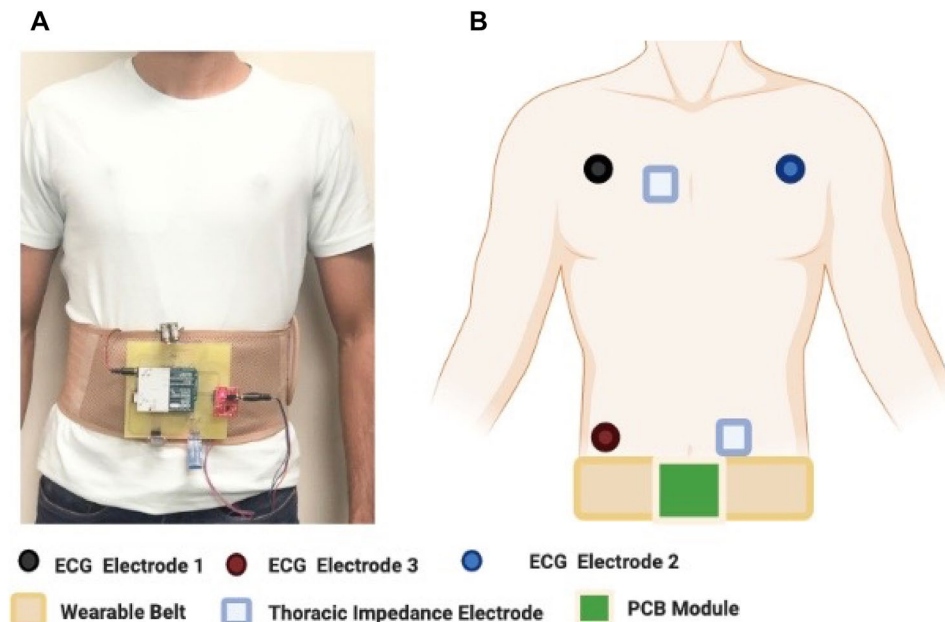 A
B
ECG Electrode 1
ECG Electrode 3
ECG Electrode 2
Wearable Belt
Thoracic Impedance Electrode
PCB Module